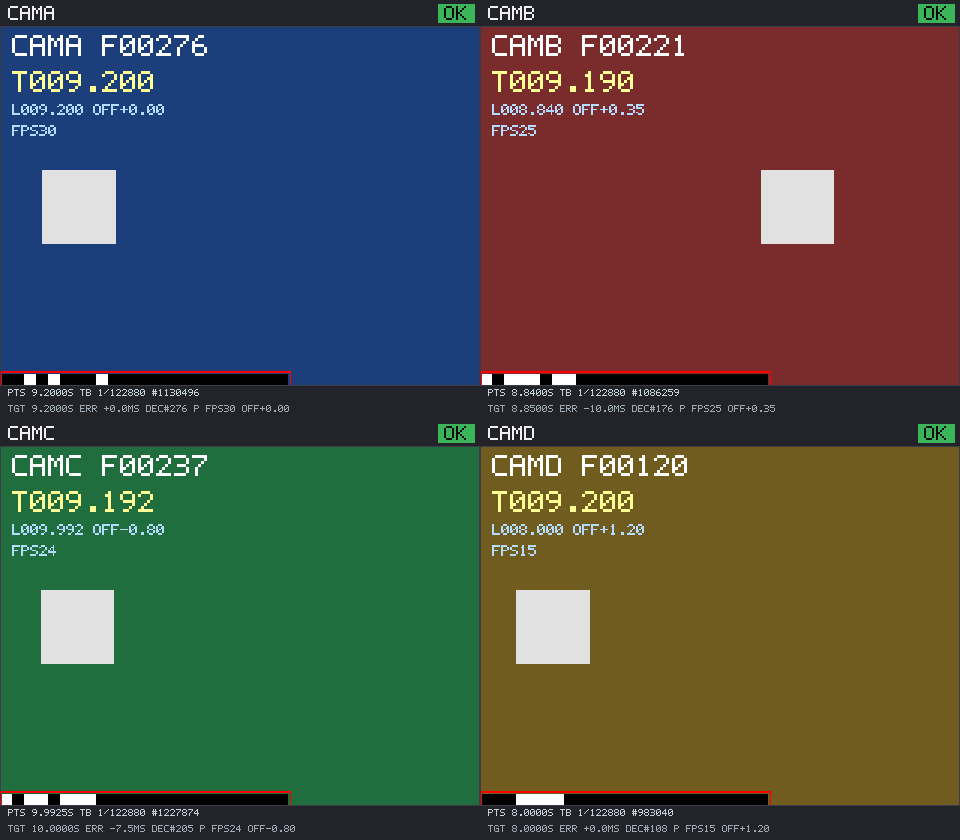 CAMA OK
CAMA F00276
T009.200
L009.200 OFF+0.00
FPS30
PTS 9.2000S TB 1/122880 #1130496
TGT 9.2000S ERR +0.0MS DEC#276 P FPS30 OFF+0.00
CAMB OK
CAMB F00221
T009.190
L008.840 OFF+0.35
FPS25
PTS 8.8400S TB 1/122880 #1086259
TGT 8.8500S ERR -10.0MS DEC#176 P FPS25 OFF+0.35
CAMC OK
CAMC F00237
T009.192
L009.992 OFF-0.80
FPS24
PTS 9.9925S TB 1/122880 #1227874
TGT 10.0000S ERR -7.5MS DEC#205 P FPS24 OFF-0.80
CAMD OK
CAMD F00120
T009.200
L008.000 OFF+1.20
FPS15
PTS 8.0000S TB 1/122880 #983040
TGT 8.0000S ERR +0.0MS DEC#108 P FPS15 OFF+1.20